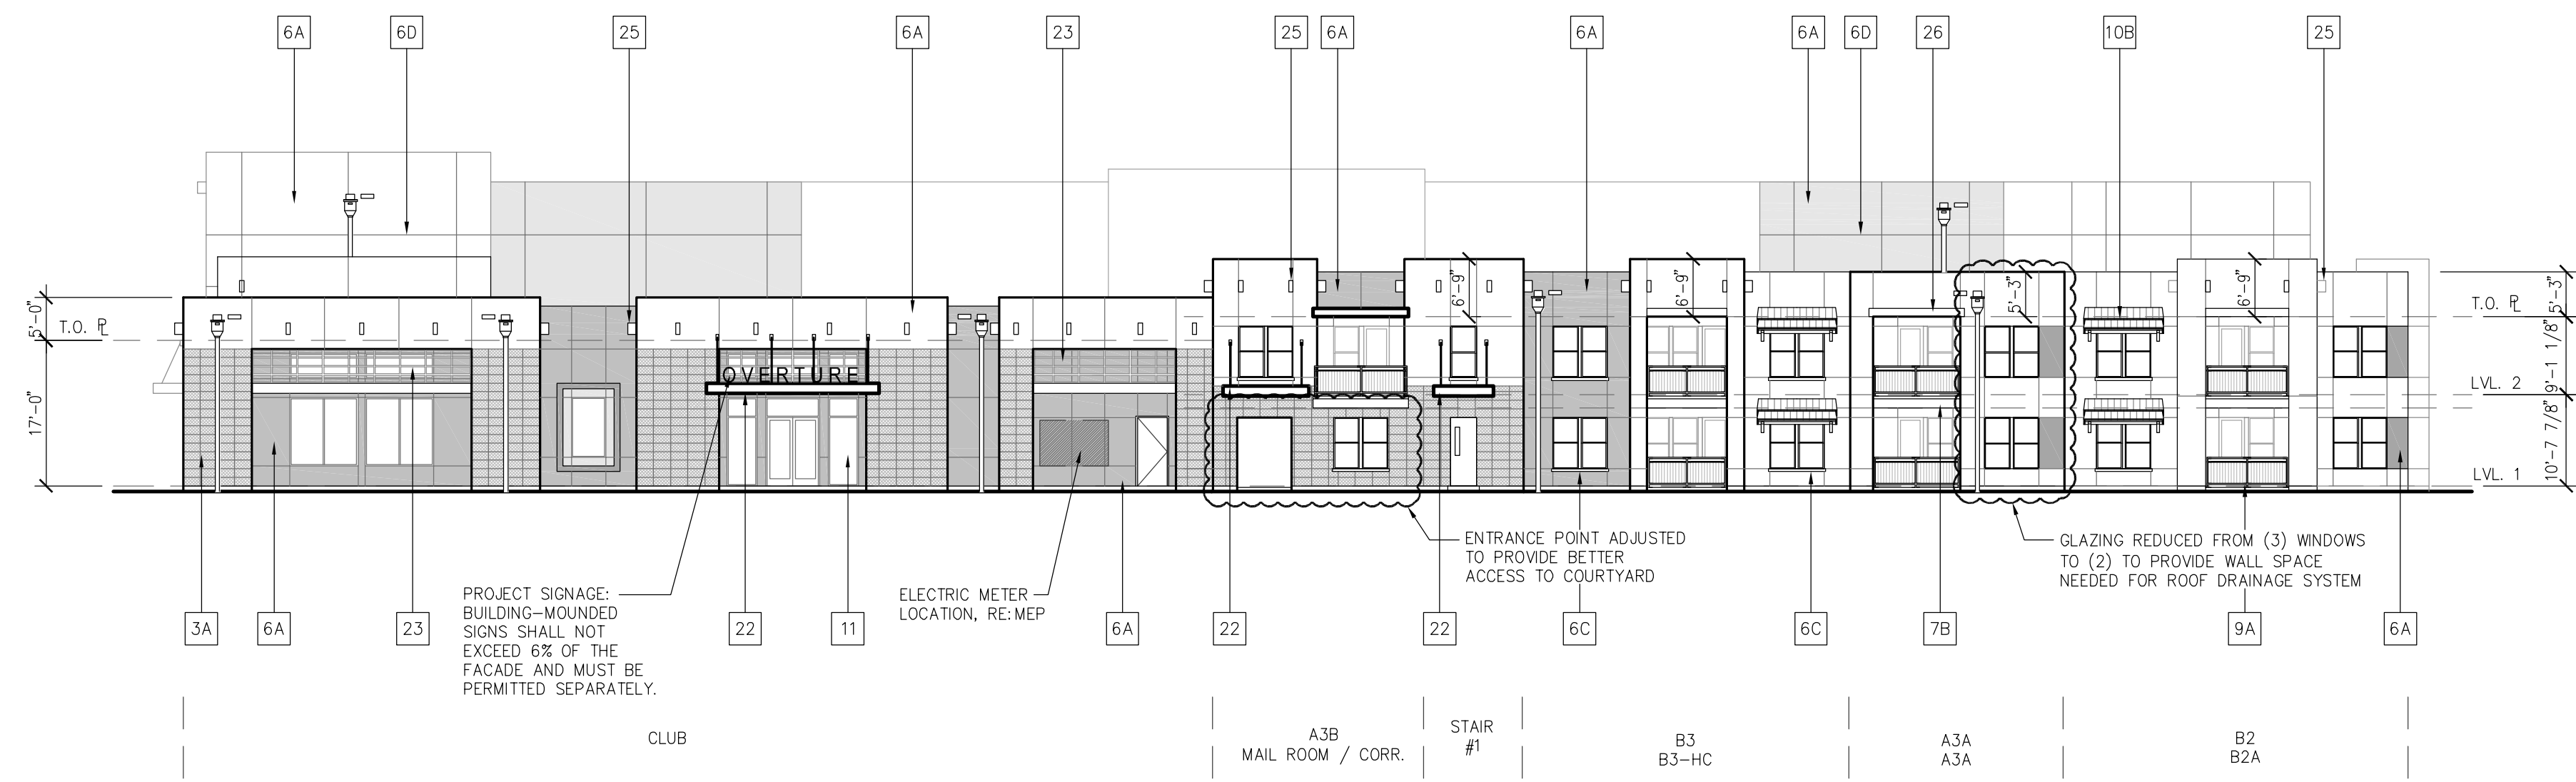 6A 6D 25 6A 23 25 6A 6A 6A 6D 26 10B 25
5'-0"
T.O. PL
17'-0"
OVERTURE
6'-9"
6'-9"
5'-3"
6'-9"
5'-3"
T.O. PL
9'-1 1/8"
LVL. 2
10'-7 7/8"
LVL. 1
PROJECT SIGNAGE:
BUILDING-MOUNDED
SIGNS SHALL NOT
EXCEED 6% OF THE
FACADE AND MUST BE
PERMITTED SEPARATELY.
ELECTRIC METER
LOCATION, RE:MEP
ENTRANCE POINT ADJUSTED
TO PROVIDE BETTER
ACCESS TO COURTYARD
GLAZING REDUCED FROM (3) WINDOWS
TO (2) TO PROVIDE WALL SPACE
NEEDED FOR ROOF DRAINAGE SYSTEM
3A 6A 23 22 11 6A 22 22 6C 6C 7B 9A 6A
CLUB
A3B
MAIL ROOM / CORR.
STAIR
#1
B3
B3-HC
A3A
A3A
B2
B2A